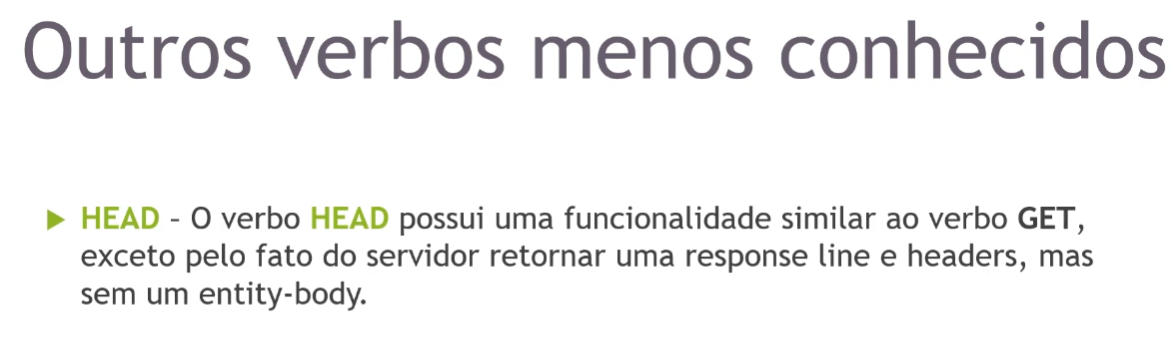 Outros verbos menos conhecidos
HEAD – O verbo HEAD possui uma funcionalidade similar ao verbo GET,
exceto pelo fato do servidor retornar uma response line e headers, mas
sem um entity-body.